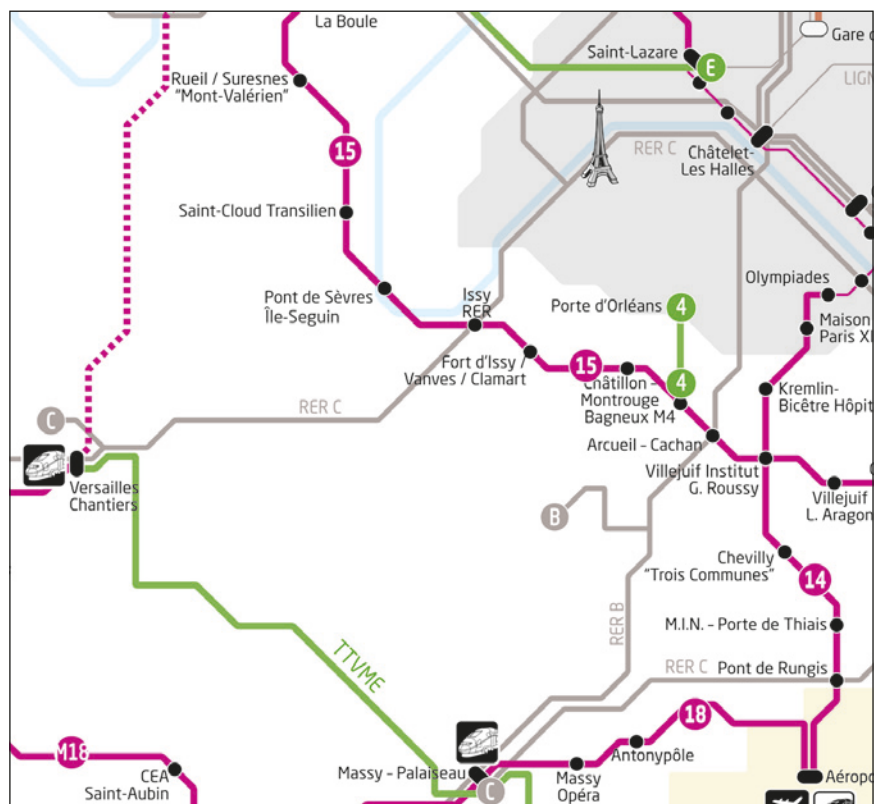 La Boule
Saint-Lazare
E
Gare d
Rueil / Suresnes
"Mont-Valérien"
LIGN
15
RER C
Châtelet-
Les Halles
Saint-Cloud Transilien
Olympiades
Pont de Sèvres
Île-Seguin
Issy
RER
Porte d'Orléans
4
Maison
Paris XI
Fort d'Issy /
Vanves / Clamart
15
Châtillon –
Montrouge
4
Bagneux M4
Kremlin-
Bicêtre Hôpit
RER C
C
Arcueil – Cachan
Villejuif Institut
G. Roussy
Versailles
Chantiers
Villejuif
L. Aragon
B
Chevilly
"Trois Communes"
14
RER B
M.I.N. – Porte de Thiais
TTVME
RER C
Pont de Rungis
18
M18
CEA
Saint-Aubin
Massy – Palaiseau
C
Massy
Opéra
Antonypôle
Aéropo